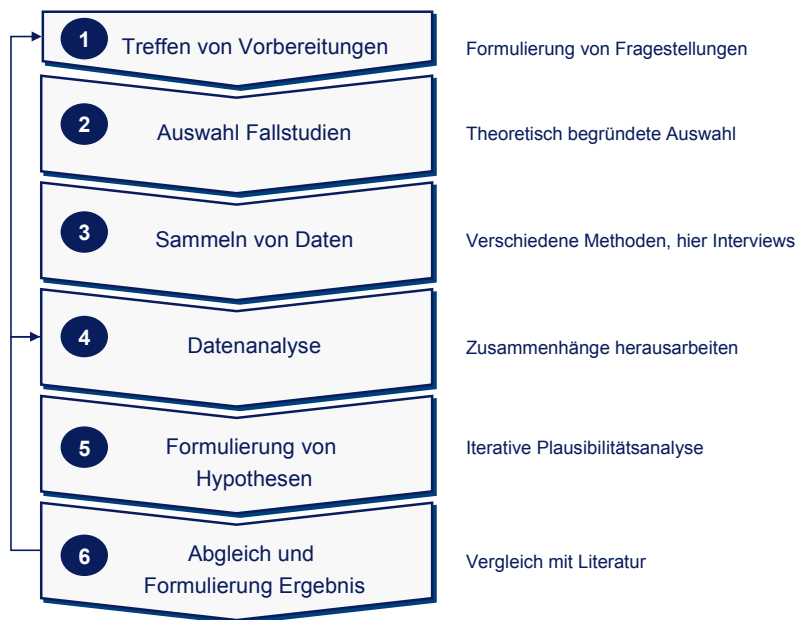 1
Treffen von Vorbereitungen
Formulierung von Fragestellungen
2
Auswahl Fallstudien
Theoretisch begründete Auswahl
3
Sammeln von Daten
Verschiedene Methoden, hier Interviews
4
Datenanalyse
Zusammenhänge herausarbeiten
5
Formulierung von
Hypothesen
Iterative Plausibilitätsanalyse
6
Abgleich und
Formulierung Ergebnis
Vergleich mit Literatur